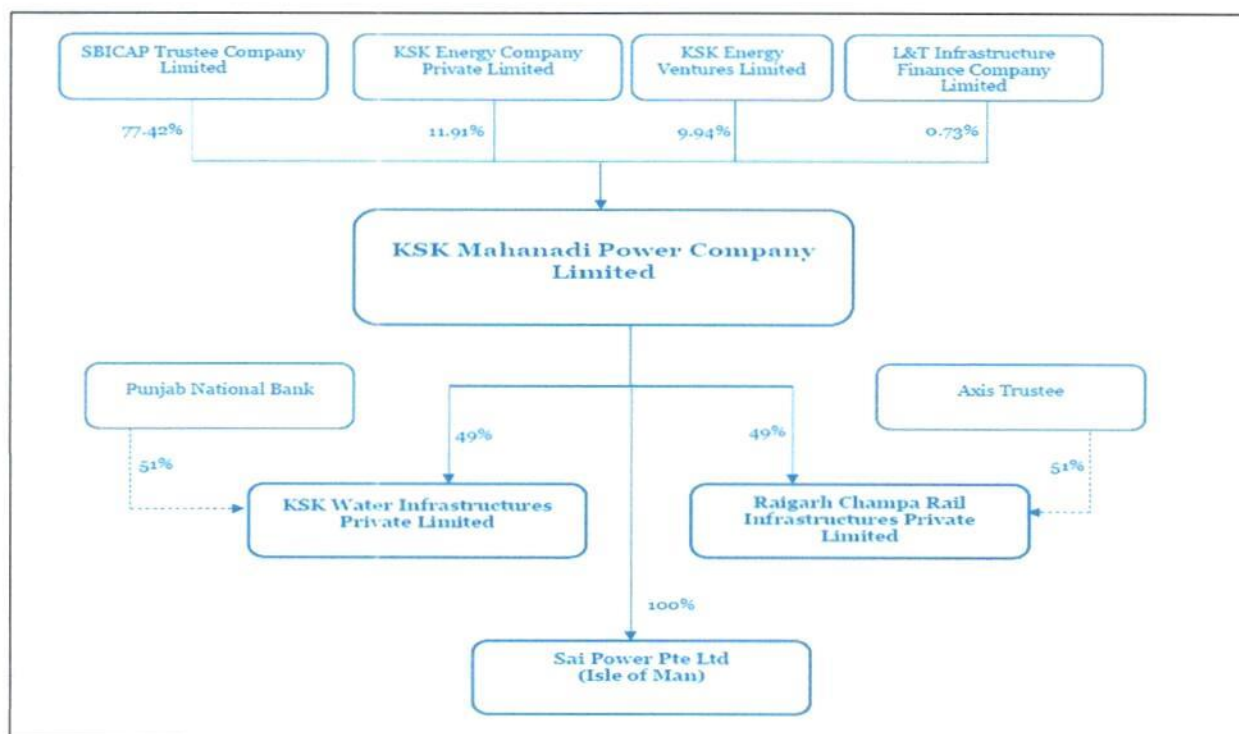 SBICAP Trustee Company
Limited
KSK Energy Company
Private Limited
KSK Energy
Ventures Limited
L&T Infrastructure
Finance Company
Limited
77.42%
11.91%
9.94%
0.73%
KSK Mahanadi Power Company
Limited
Punjab National Bank
Axis Trustee
49%
49%
51%
51%
KSK Water Infrastructures
Private Limited
Raigarh Champa Rail
Infrastructures Private
Limited
100%
Sai Power Pte Ltd
(Isle of Man)